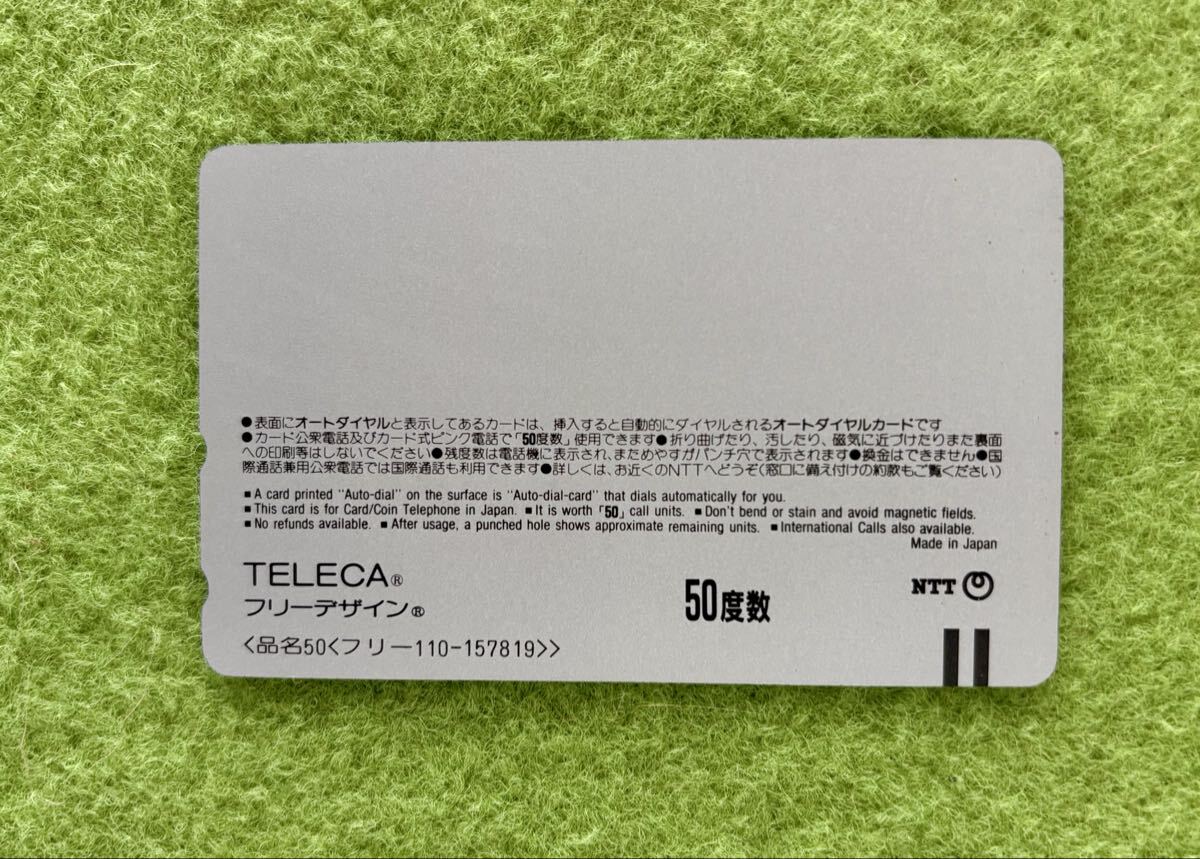 ●表面にオートダイヤルと表示してあるカードは、挿入すると自動的にダイヤルされるオートダイヤルカードです
●カード公衆電話及びカード式ピンク電話で「50度数」使用できます●折り曲げたり、汚したり、磁気に近づけたりまた裏面
への印刷等はしないでください●残度数は電話機に表示され、まためやすがパンチ穴で表示されます●換金はできません●国
際通話兼用公衆電話では国際通話も利用できます●詳しくは、お近くのNTTへどうぞ(窓口に備え付けの約款もご覧ください)
■ A card printed "Auto-dial" on the surface is "Auto-dial-card" that dials automatically for you.
■ This card is for Card/Coin Telephone in Japan. ■ It is worth「50」call units. ■ Don't bend or stain and avoid magnetic fields.
■ No refunds available. ■ After usage, a punched hole shows approximate remaining units. ■ International Calls also available.
Made in Japan
TELECA®
フリーデザイン®
50度数
NTT
<品名50<フリー110-157819>>